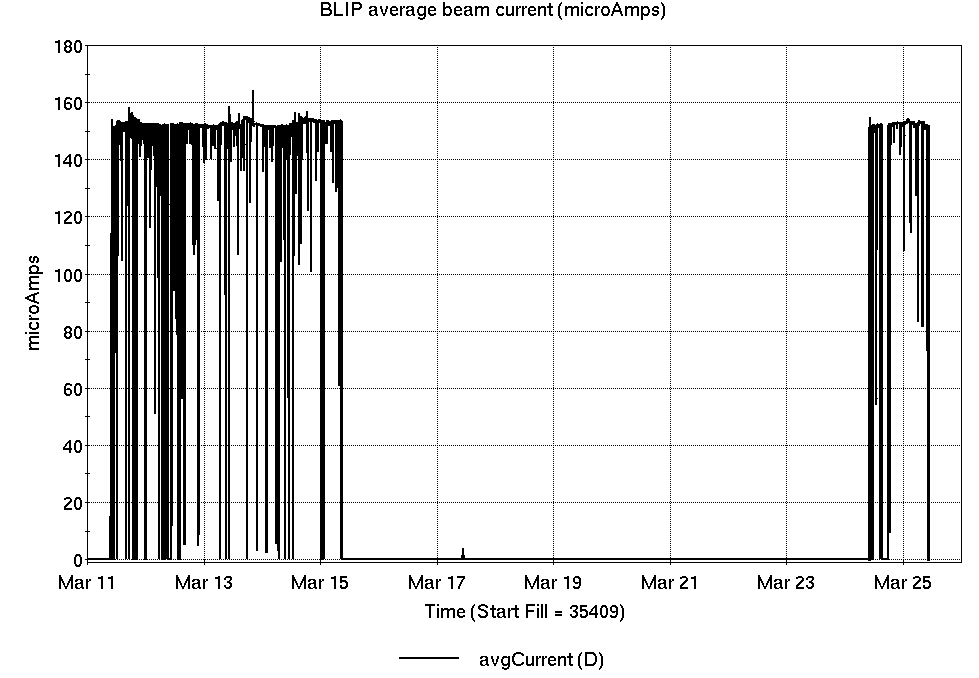 BLIP average beam current (microAmps)
180
160
140
120
100
80
60
40
20
0
microAmps
Mar 11 Mar 13 Mar 15 Mar 17 Mar 19 Mar 21 Mar 23 Mar 25
Time (Start Fill = 35409)
avgCurrent (D)